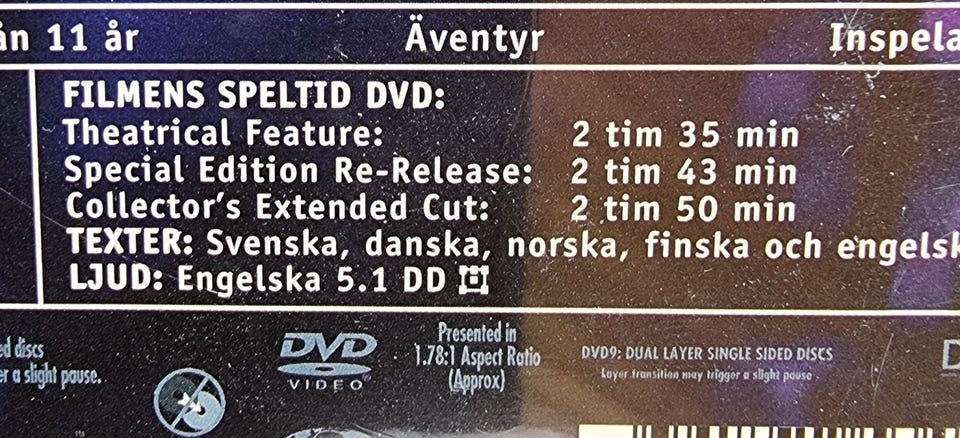 ån 11 år Äventyr Inspela
FILMENS SPELTID DVD:
Theatrical Feature: 2 tim 35 min
Special Edition Re-Release: 2 tim 43 min
Collector's Extended Cut: 2 tim 50 min
TEXTER: Svenska, danska, norska, finska och engelsk
LJUD: Engelska 5.1 DD
ed discs
er a slight pause.
DVD
VIDEO
Presented in
1.78:1 Aspect Ratio
(Approx)
DVD9: DUAL LAYER SINGLE SIDED DISCS
Layer transition may trigger a slight pause
D